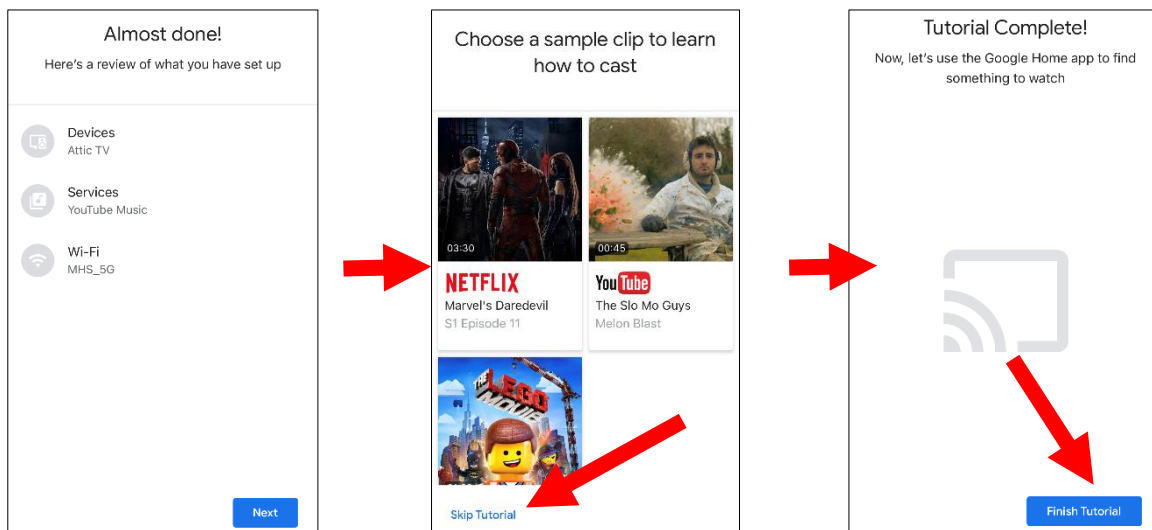 Almost done!
Here's a review of what you have set up
Devices
Attic TV
Services
YouTube Music
Wi-Fi
MHS_5G
Next
Choose a sample clip to learn
how to cast
03:30
NETFLIX
Marvel's Daredevil
S1 Episode 11
00:45
YouTube
The Slo Mo Guys
Melon Blast
THE
LEGO
MOVIE
Skip Tutorial
Tutorial Complete!
Now, let's use the Google Home app to find
something to watch
Finish Tutorial